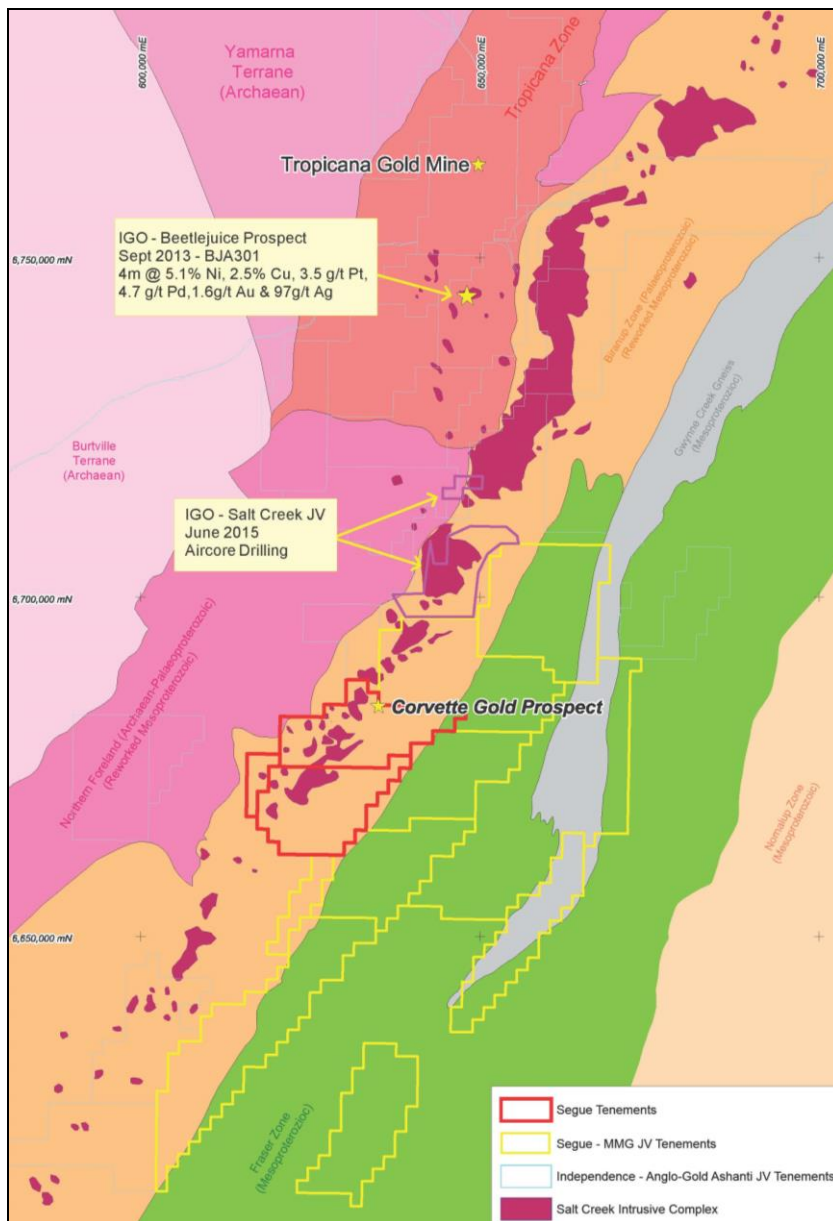 600,000 mE
650,000 mE
700,000 mE
Yamarna
Terrane
(Archaean)
Tropicana Zone
Tropicana Gold Mine
IGO - Beetlejuice Prospect
Sept 2013 - BJA301
4m @ 5.1% Ni, 2.5% Cu, 3.5 g/t Pt,
4.7 g/t Pd,1.6g/t Au & 97g/t Ag
6,750,000 mN
Biranup Zone (Palaeoproterozoic)
(Reworked Mesoproterozoic)
Gwynne Creek Gneiss
(Mesoproterozioc)
Burtville
Terrane
(Archaean)
IGO - Salt Creek JV
June 2015
Aircore Drilling
6,700,000 mN
Northern Foreland (Archaean-Palaeoproterozoic)
(Reworked Mesoproterozoic)
Corvette Gold Prospect
Nornalup Zone
(Mesoproterozoic)
6,650,000 mN
Fraser Zone
(Mesoproterozioc)
Segue Tenements
Segue - MMG JV Tenements
Independence - Anglo-Gold Ashanti JV Tenements
Salt Creek Intrusive Complex